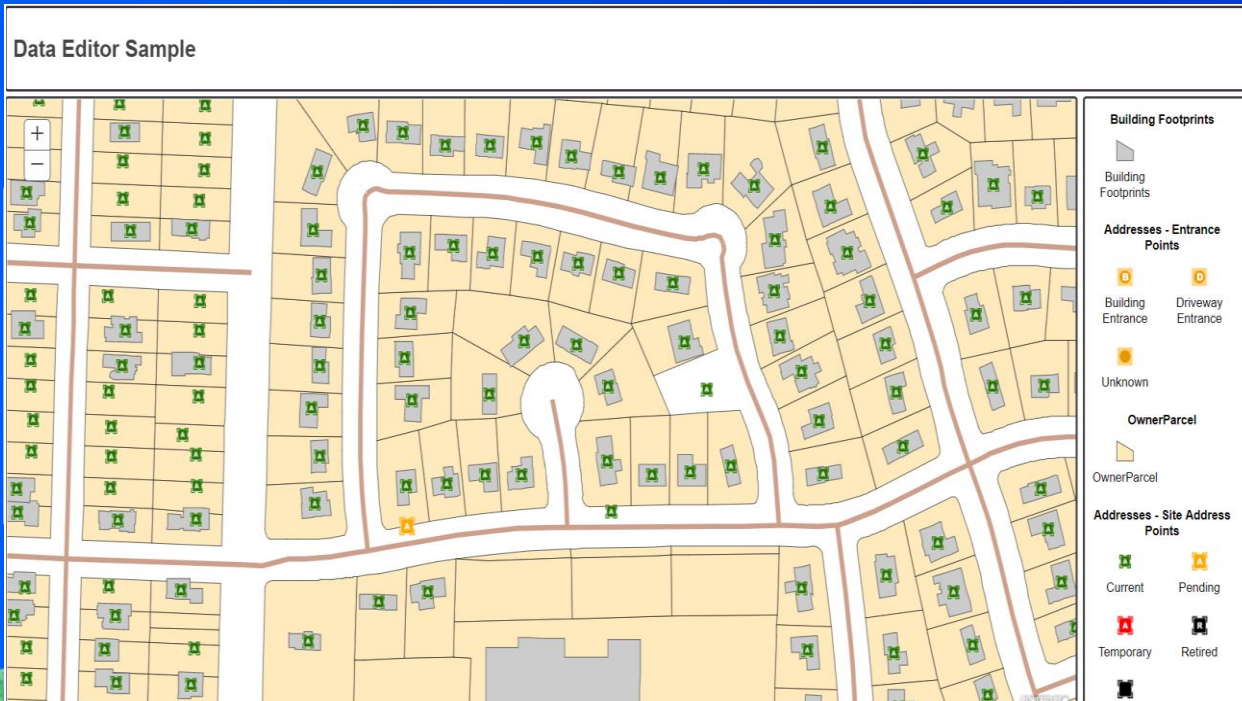 Data Editor Sample
+
−
Building Footprints
Building
Footprints
Addresses - Entrance
Points
B
D
Building
Entrance
Driveway
Entrance
Unknown
OwnerParcel
OwnerParcel
Addresses - Site Address
Points
A
A
Current
Pending
A
R
Temporary
Retired